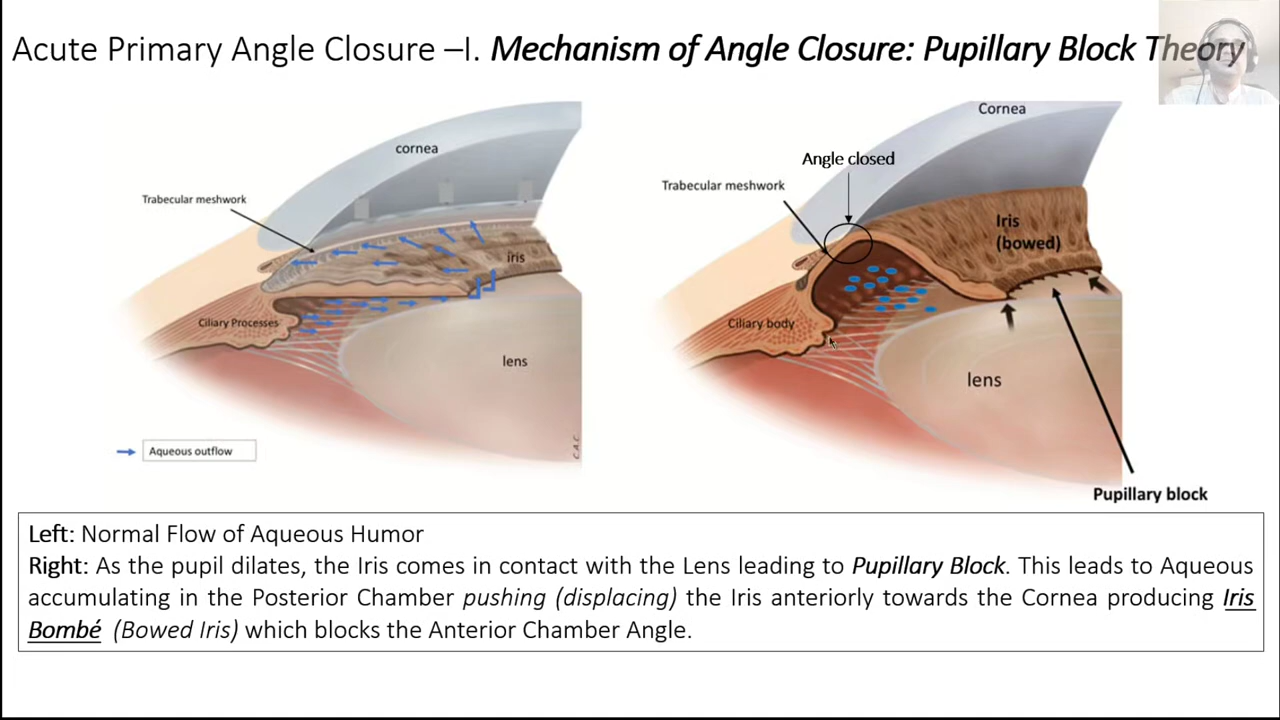 Acute Primary Angle Closure –I. Mechanism of Angle Closure: Pupillary Block Theory
cornea
Trabecular meshwork
iris
Ciliary Processes
lens
Aqueous outflow
C.A.C.
Cornea
Angle closed
Trabecular meshwork
Iris
(bowed)
Ciliary body
lens
Pupillary block
Left: Normal Flow of Aqueous Humor
Right: As the pupil dilates, the Iris comes in contact with the Lens leading to Pupillary Block. This leads to Aqueous
accumulating in the Posterior Chamber pushing (displacing) the Iris anteriorly towards the Cornea producing Iris
Bombé (Bowed Iris) which blocks the Anterior Chamber Angle.